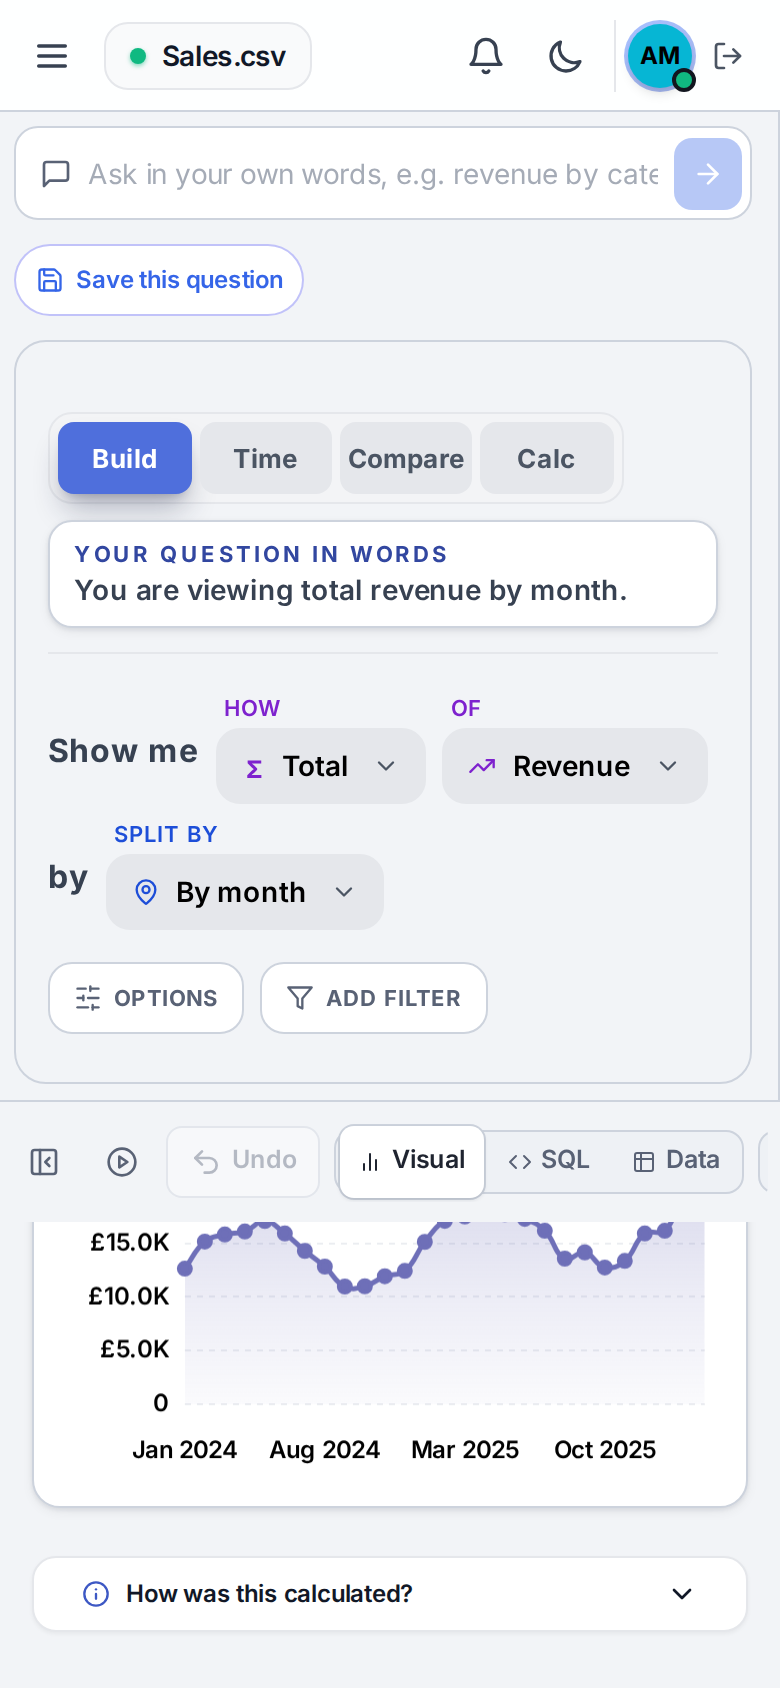 Sales.csv
AM
Ask in your own words, e.g. revenue by cate
Save this question
Build Time Compare Calc
YOUR QUESTION IN WORDS
You are viewing total revenue by month.
HOW OF
Show me Σ Total Revenue
SPLIT BY
by By month
OPTIONS ADD FILTER
Undo Visual SQL Data
£15.0K
£10.0K
£5.0K
0
Jan 2024 Aug 2024 Mar 2025 Oct 2025
How was this calculated?